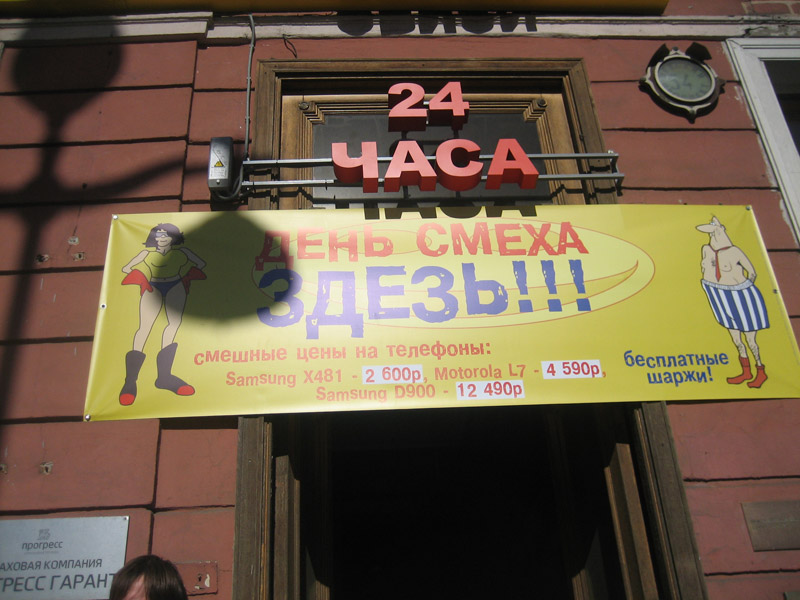 24
ЧАСА
ДЕНЬ СМЕХА
ЗДЕЗЬ!!!
смешные цены на телефоны:
Samsung X481 - 2 600р, Motorola L7 - 4 590р,
Samsung D900 - 12 490р
бесплатные
шаржи!
прогресс
АХОВАЯ КОМПАНИЯ
ГРЕСС ГАРАНТ